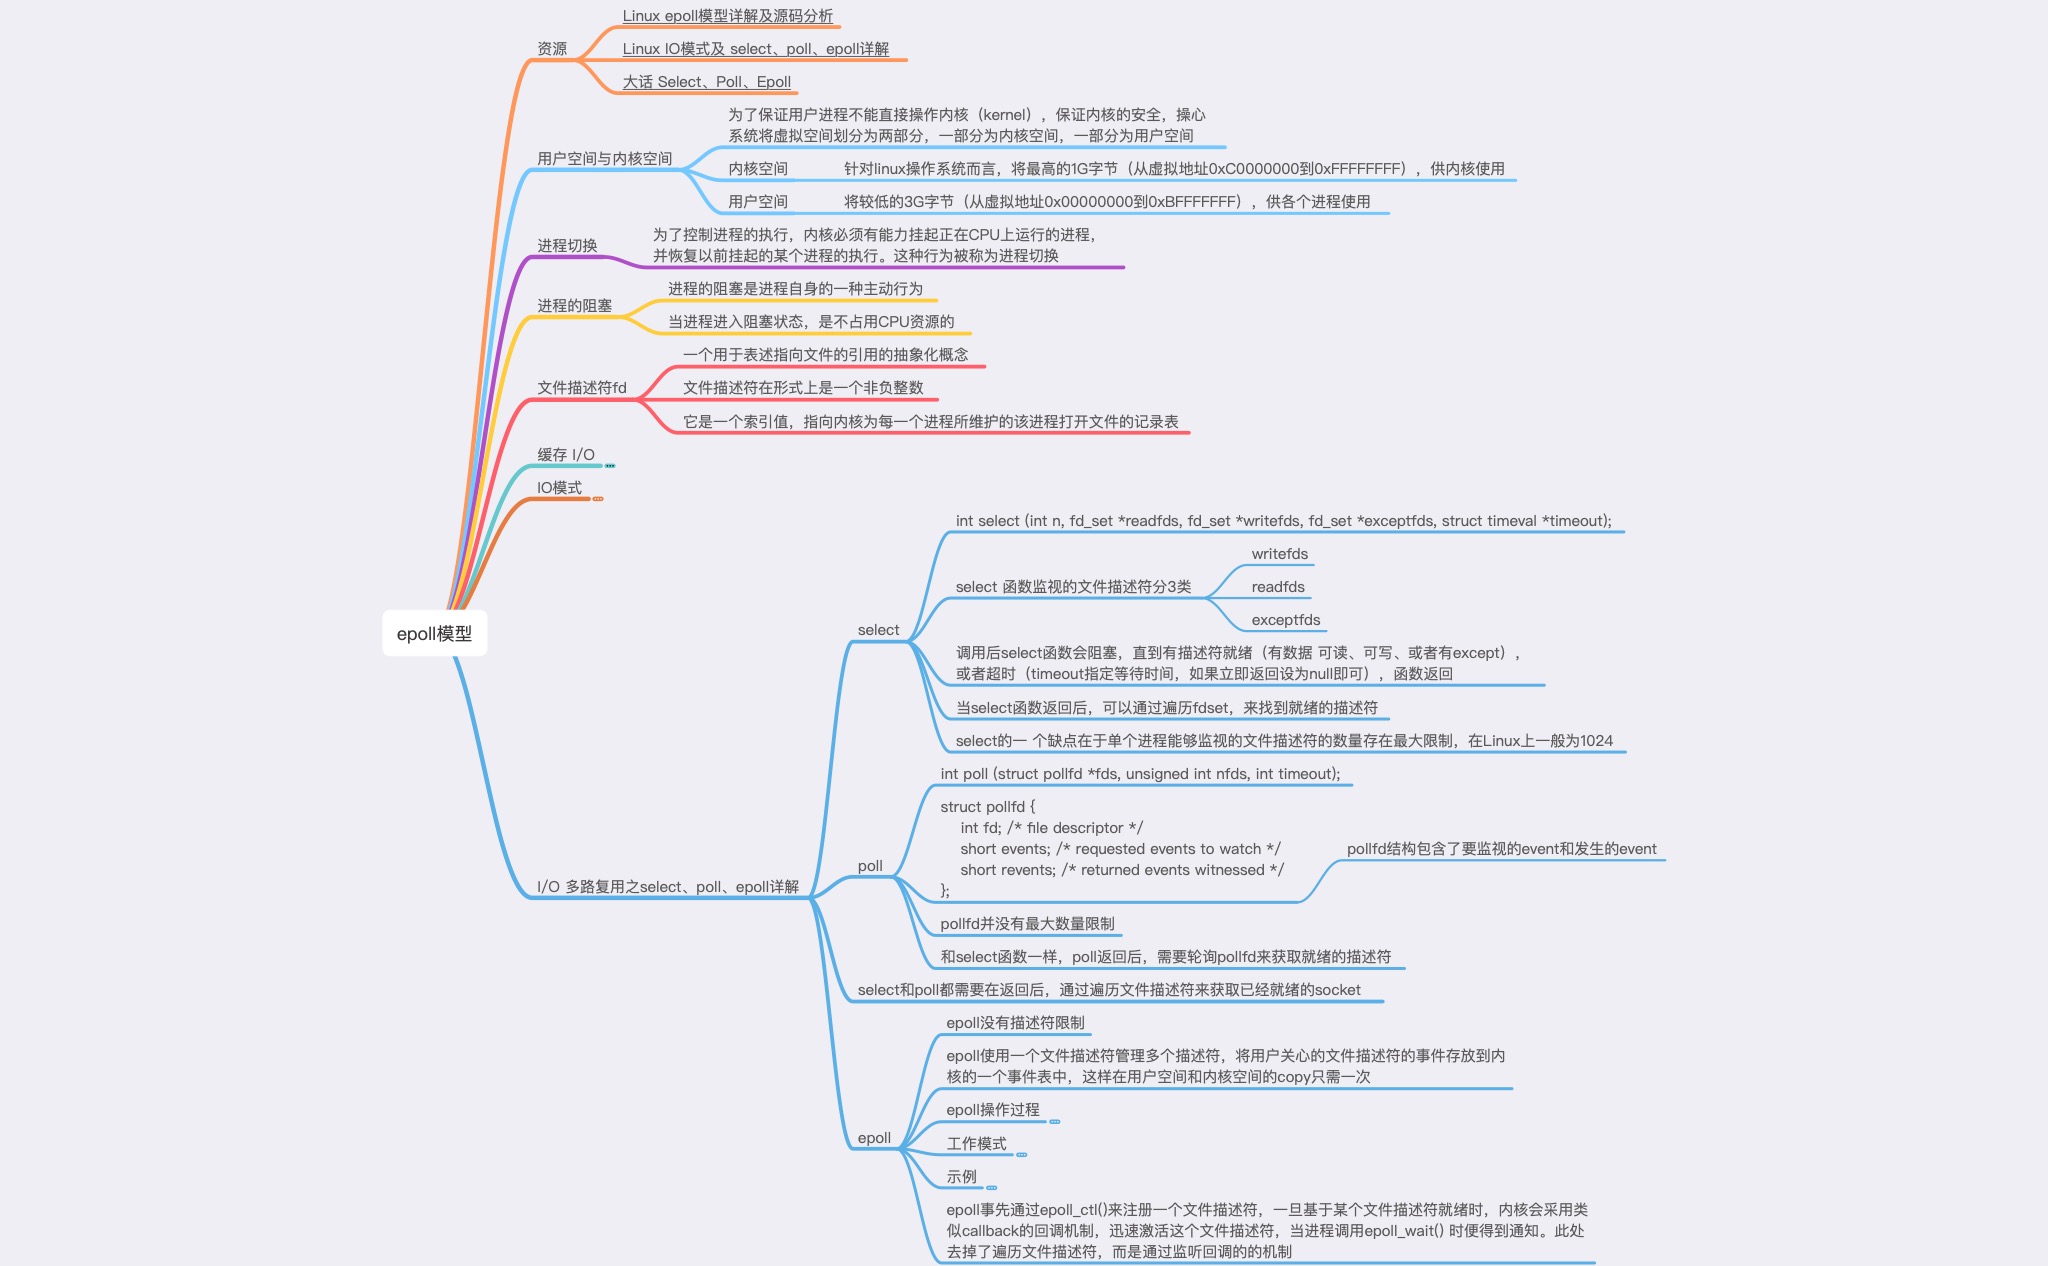 Linux epoll模型详解及源码分析
资源
Linux IO模式及 select、poll、epoll详解
大话 Select、Poll、Epoll
为了保证用户进程不能直接操作内核（kernel），保证内核的安全，操心
系统将虚拟空间划分为两部分，一部分为内核空间，一部分为用户空间
用户空间与内核空间
内核空间
针对linux操作系统而言，将最高的1G字节（从虚拟地址0xC0000000到0xFFFFFFFF），供内核使用
用户空间
将较低的3G字节（从虚拟地址0x00000000到0xBFFFFFFF），供各个进程使用
进程切换
为了控制进程的执行，内核必须有能力挂起正在CPU上运行的进程，
并恢复以前挂起的某个进程的执行。这种行为被称为进程切换
进程的阻塞
进程的阻塞是进程自身的一种主动行为
当进程进入阻塞状态，是不占用CPU资源的
文件描述符fd
一个用于表述指向文件的引用的抽象化概念
文件描述符在形式上是一个非负整数
它是一个索引值，指向内核为每一个进程所维护的该进程打开文件的记录表
缓存 I/O
IO模式
epoll模型
I/O 多路复用之select、poll、epoll详解
select
int select (int n, fd_set *readfds, fd_set *writefds, fd_set *exceptfds, struct timeval *timeout);
select 函数监视的文件描述符分3类
writefds
readfds
exceptfds
调用后select函数会阻塞，直到有描述符就绪（有数据 可读、可写、或者有except），
或者超时（timeout指定等待时间，如果立即返回设为null即可），函数返回
当select函数返回后，可以通过遍历fdset，来找到就绪的描述符
select的一 个缺点在于单个进程能够监视的文件描述符的数量存在最大限制，在Linux上一般为1024
poll
int poll (struct pollfd *fds, unsigned int nfds, int timeout);
struct pollfd {
int fd; /* file descriptor */
short events; /* requested events to watch */
short revents; /* returned events witnessed */
};
pollfd结构包含了要监视的event和发生的event
pollfd并没有最大数量限制
和select函数一样，poll返回后，需要轮询pollfd来获取就绪的描述符
select和poll都需要在返回后，通过遍历文件描述符来获取已经就绪的socket
epoll
epoll没有描述符限制
epoll使用一个文件描述符管理多个描述符，将用户关心的文件描述符的事件存放到内
核的一个事件表中，这样在用户空间和内核空间的copy只需一次
epoll操作过程
工作模式
示例
epoll事先通过epoll_ctl()来注册一个文件描述符，一旦基于某个文件描述符就绪时，内核会采用类
似callback的回调机制，迅速激活这个文件描述符，当进程调用epoll_wait() 时便得到通知。此处
去掉了遍历文件描述符，而是通过监听回调的的机制